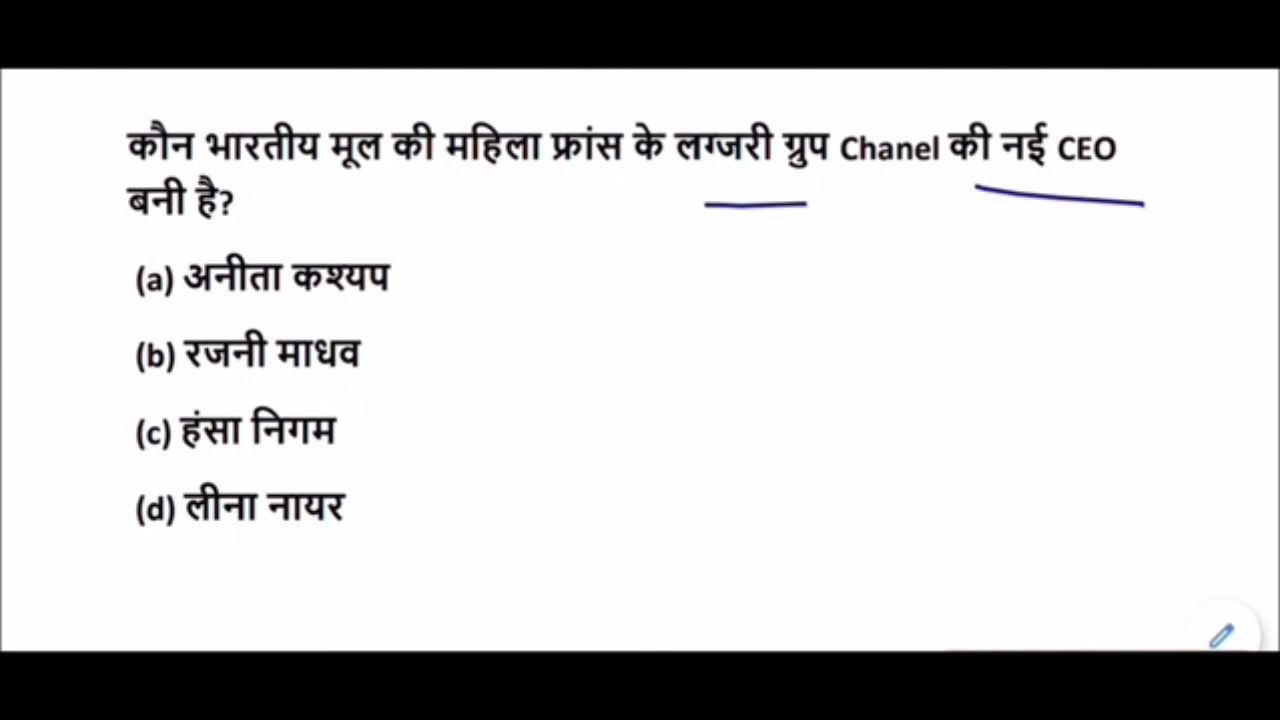 कौन भारतीय मूल की महिला फ्रांस के लग्जरी ग्रुप Chanel की नई CEO
बनी है?
(a) अनीता कश्यप
(b) रजनी माधव
(c) हंसा निगम
(d) लीना नायर